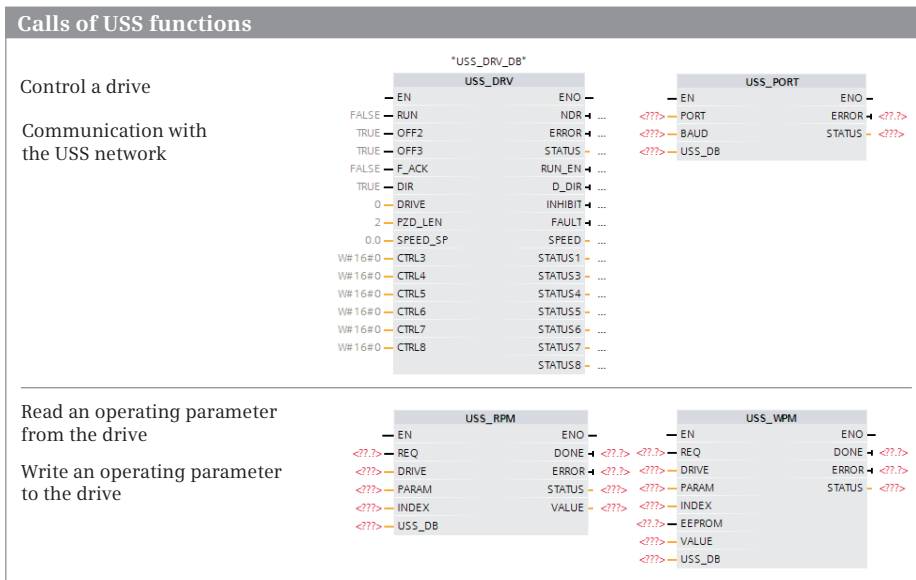 Calls of USS functions
Control a drive
Communication with
the USS network
"USS_DRV_DB"
USS_DRV
EN ENO
FALSE RUN NDR ...
TRUE OFF2 ERROR ...
TRUE OFF3 STATUS ...
FALSE F_ACK RUN_EN ...
TRUE DIR D_DIR ...
0 DRIVE INHIBIT ...
2 PZD_LEN FAULT ...
0.0 SPEED_SP SPEED ...
W#16#0 CTRL3 STATUS1 ...
W#16#0 CTRL4 STATUS3 ...
W#16#0 CTRL5 STATUS4 ...
W#16#0 CTRL6 STATUS5 ...
W#16#0 CTRL7 STATUS6 ...
W#16#0 CTRL8 STATUS7 ...
STATUS8 ...
USS_PORT
EN ENO
<???> PORT ERROR <??.?>
<???> BAUD STATUS <???>
<???> USS_DB
Read an operating parameter
from the drive
Write an operating parameter
to the drive
USS_RPM
EN ENO
<??.?> REQ DONE <??.?>
<???> DRIVE ERROR <??.?>
<???> PARAM STATUS <???>
<???> INDEX VALUE <???>
<???> USS_DB
USS_WPM
EN ENO
<??.?> REQ DONE <??.?>
<???> DRIVE ERROR <??.?>
<???> PARAM STATUS <???>
<???> INDEX
<??.?> EEPROM
<???> VALUE
<???> USS_DB